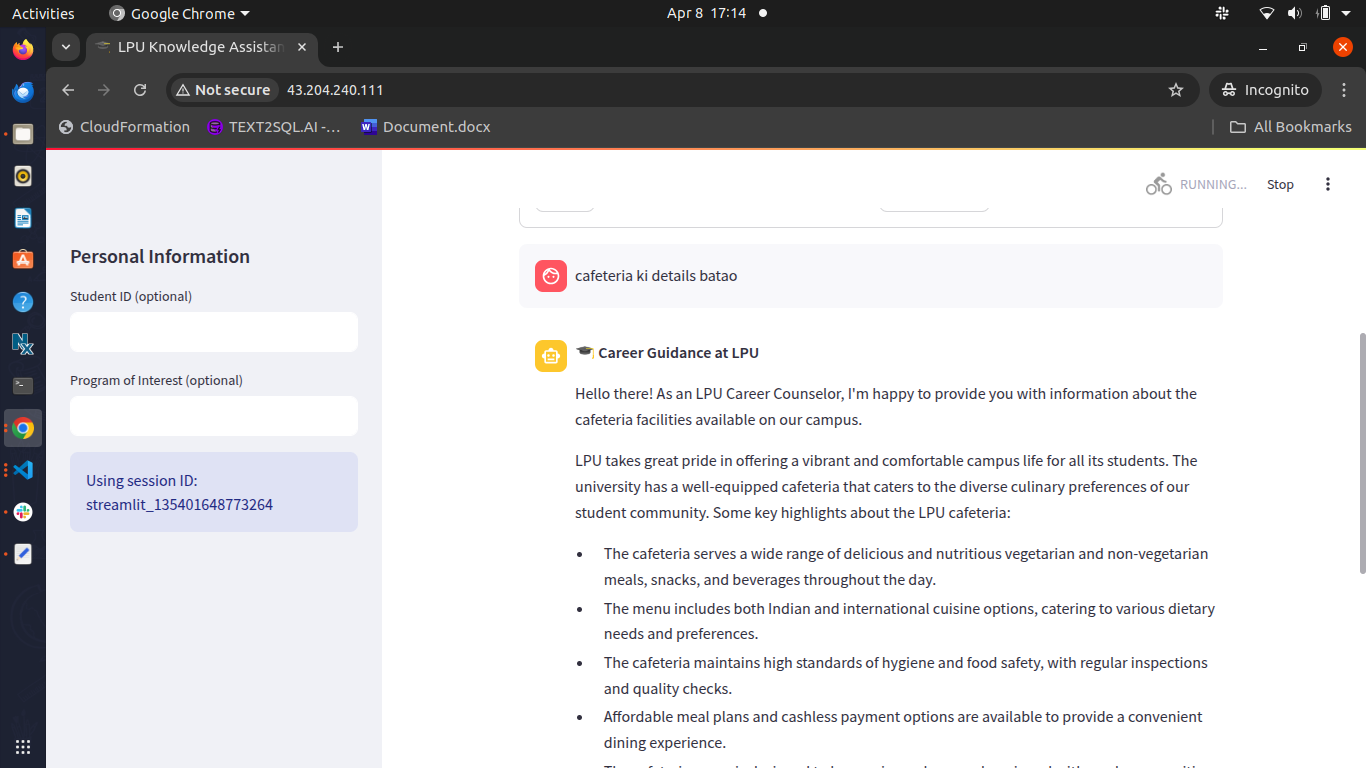 Activities
Google Chrome
Apr 8 17:14
LPU Knowledge Assistan
Not secure
43.204.240.111
Incognito
CloudFormation
TEXT2SQL.AI -...
Document.docx
All Bookmarks
RUNNING...
Stop
Personal Information
Student ID (optional)
Program of Interest (optional)
Using session ID:
streamlit_135401648773264
cafeteria ki details batao
Career Guidance at LPU
Hello there! As an LPU Career Counselor, I'm happy to provide you with information about the
cafeteria facilities available on our campus.
LPU takes great pride in offering a vibrant and comfortable campus life for all its students. The
university has a well-equipped cafeteria that caters to the diverse culinary preferences of our
student community. Some key highlights about the LPU cafeteria:
• The cafeteria serves a wide range of delicious and nutritious vegetarian and non-vegetarian
meals, snacks, and beverages throughout the day.
• The menu includes both Indian and international cuisine options, catering to various dietary
needs and preferences.
• The cafeteria maintains high standards of hygiene and food safety, with regular inspections
and quality checks.
• Affordable meal plans and cashless payment options are available to provide a convenient
dining experience.